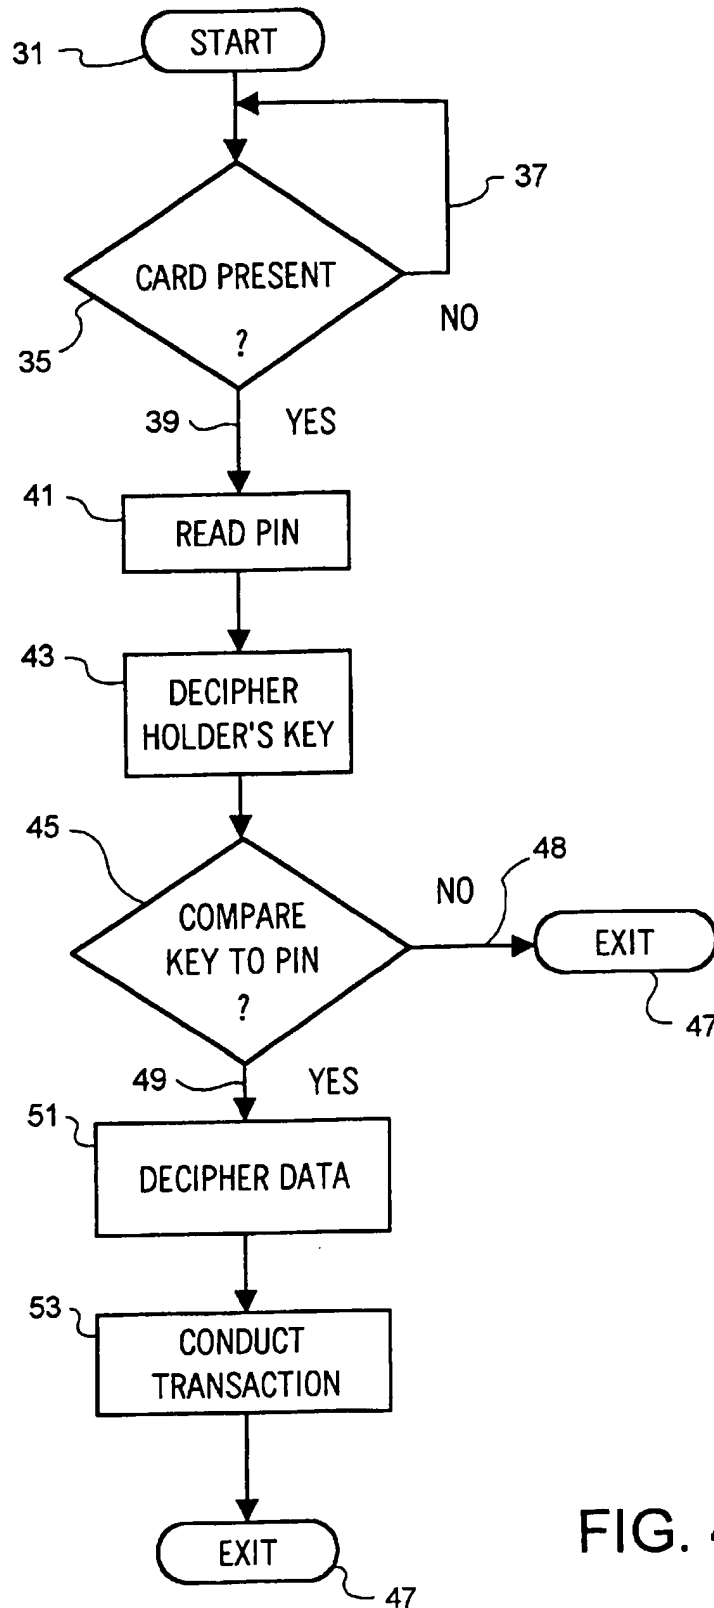 START
31
37
CARD PRESENT
?
NO
35
39
YES
41
READ PIN
43
DECIPHER
HOLDER'S KEY
45
48
NO
COMPARE
KEY TO PIN
?
EXIT
47
49
YES
51
DECIPHER DATA
53
CONDUCT
TRANSACTION
EXIT
47
FIG. 4